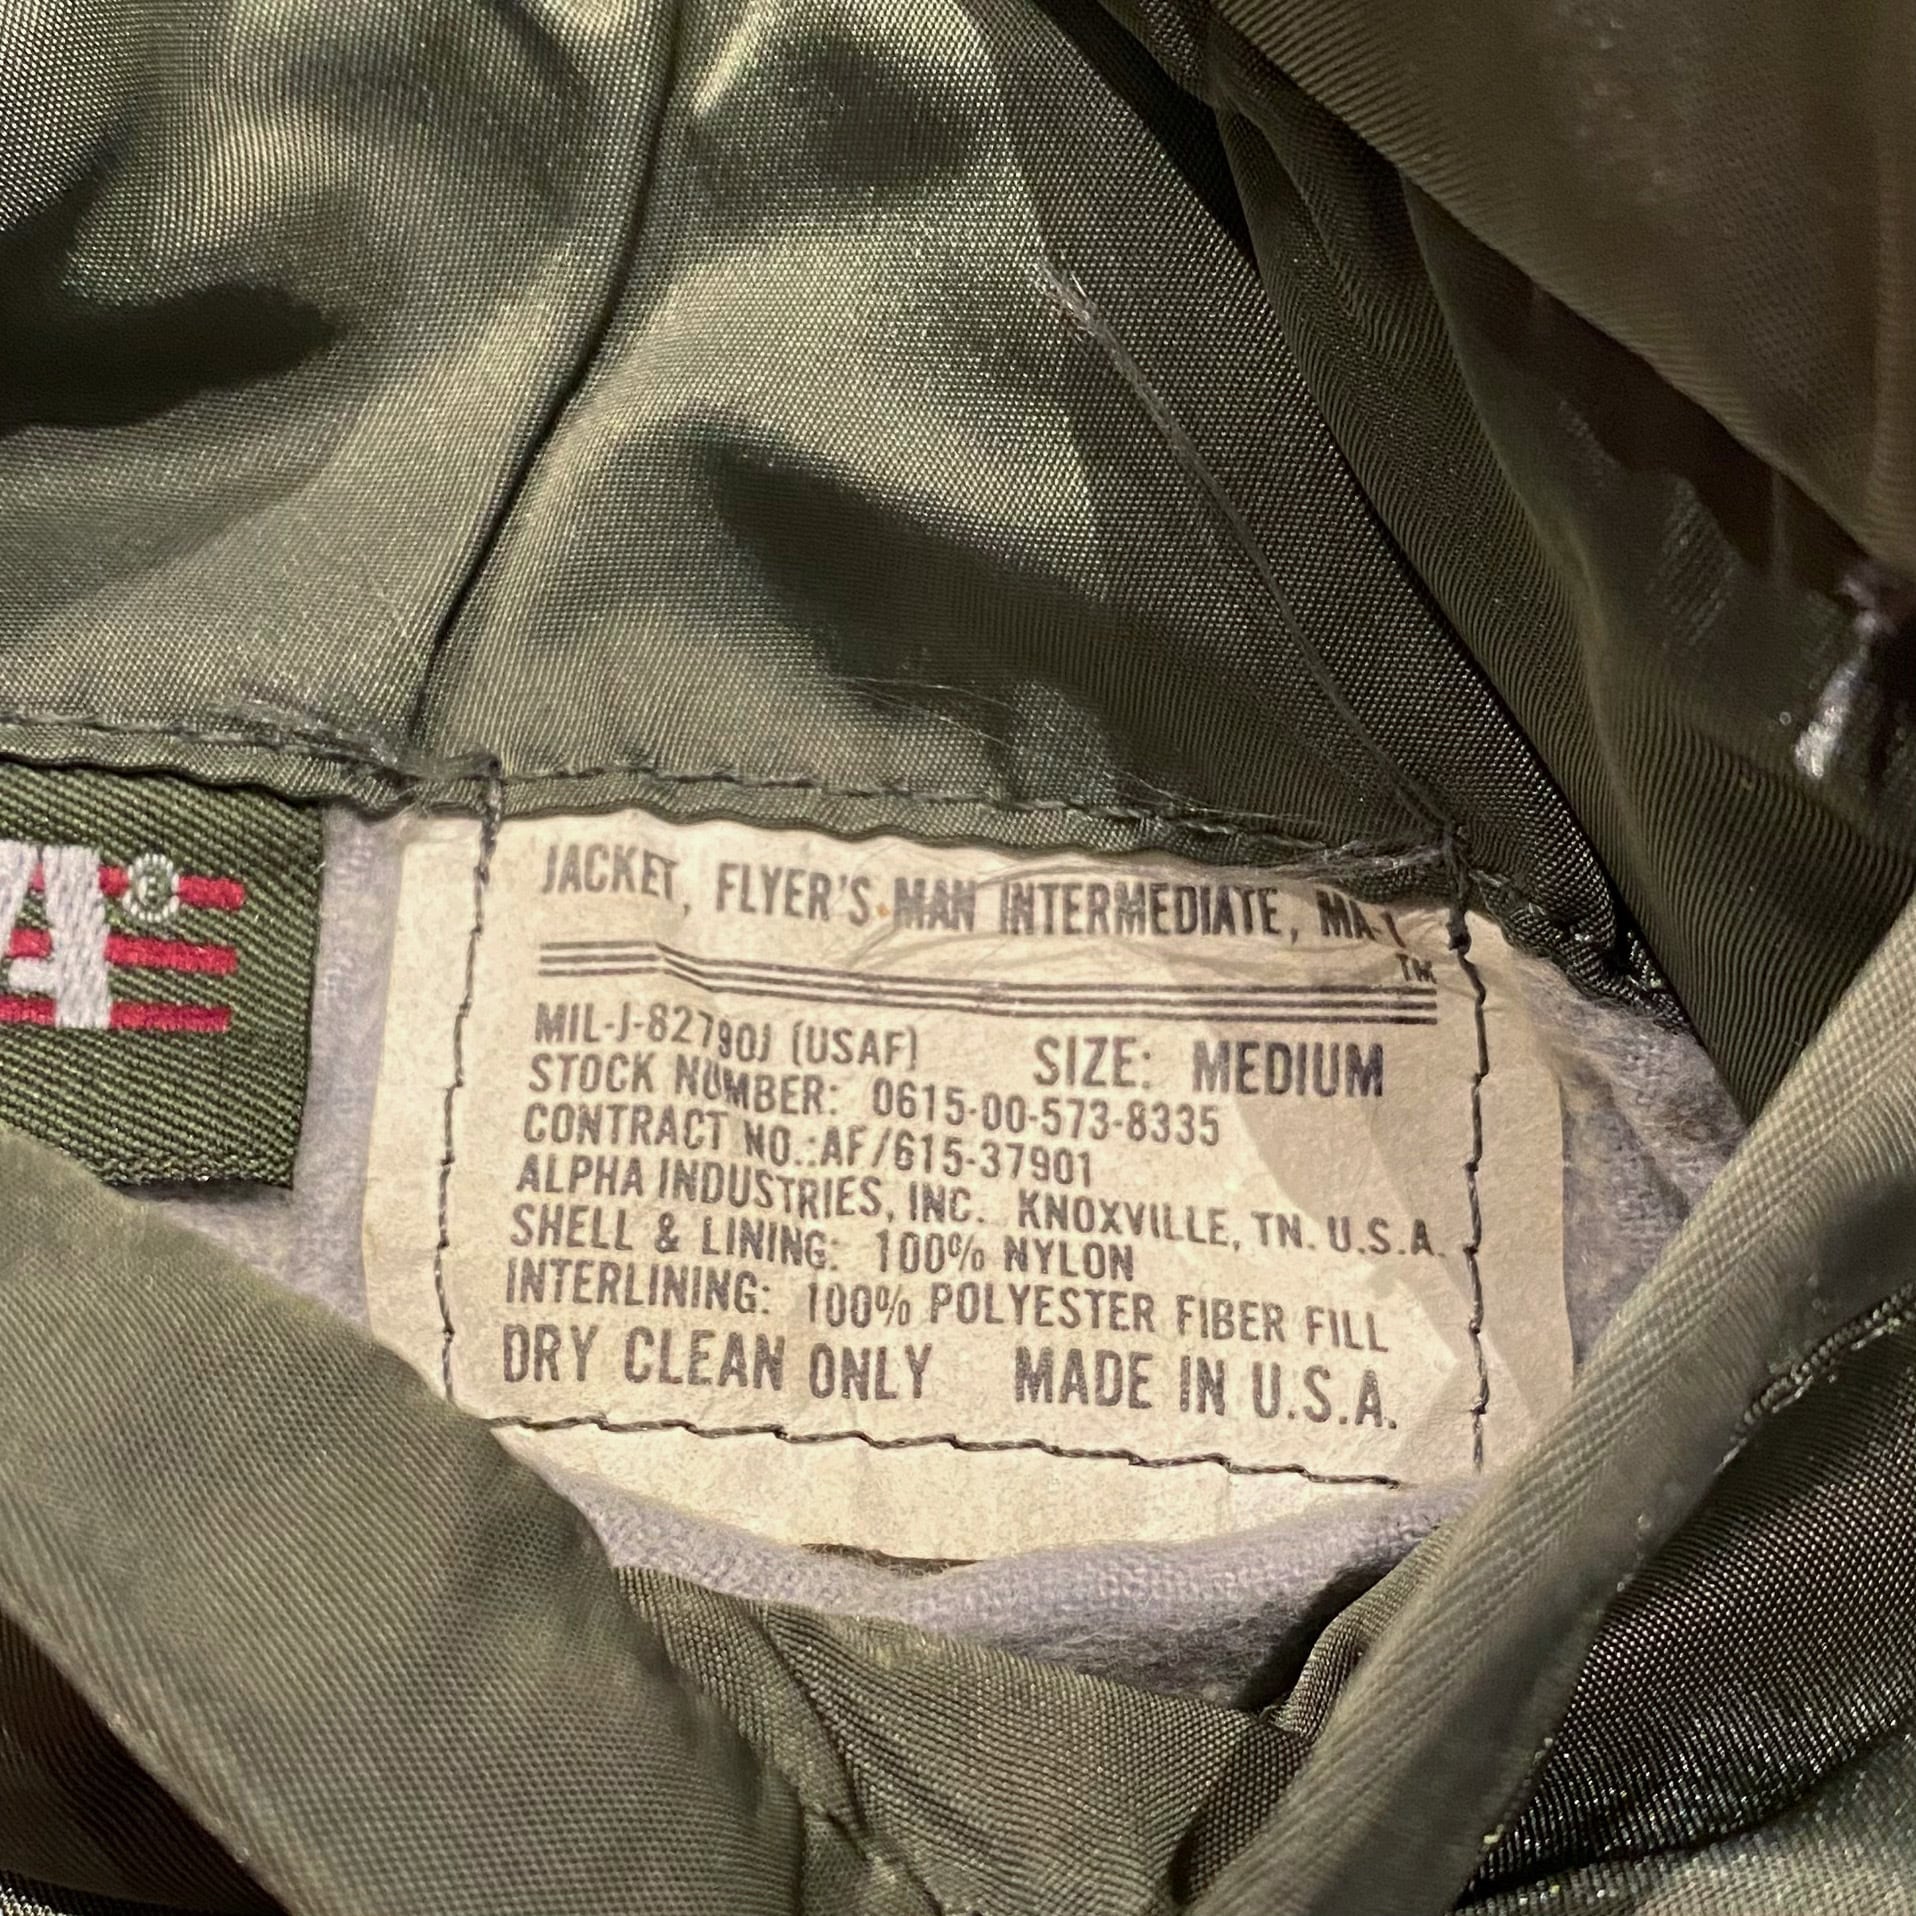 A®
JACKET, FLYER'S MAN INTERMEDIATE, MA-1
TM
MIL-J-82790J (USAF) SIZE: MEDIUM
STOCK NUMBER: 0615-00-573-8335
CONTRACT NO.:AF/615-37901
ALPHA INDUSTRIES, INC. KNOXVILLE, TN. U.S.A.
SHELL & LINING: 100% NYLON
INTERLINING: 100% POLYESTER FIBER FILL
DRY CLEAN ONLY MADE IN U.S.A.